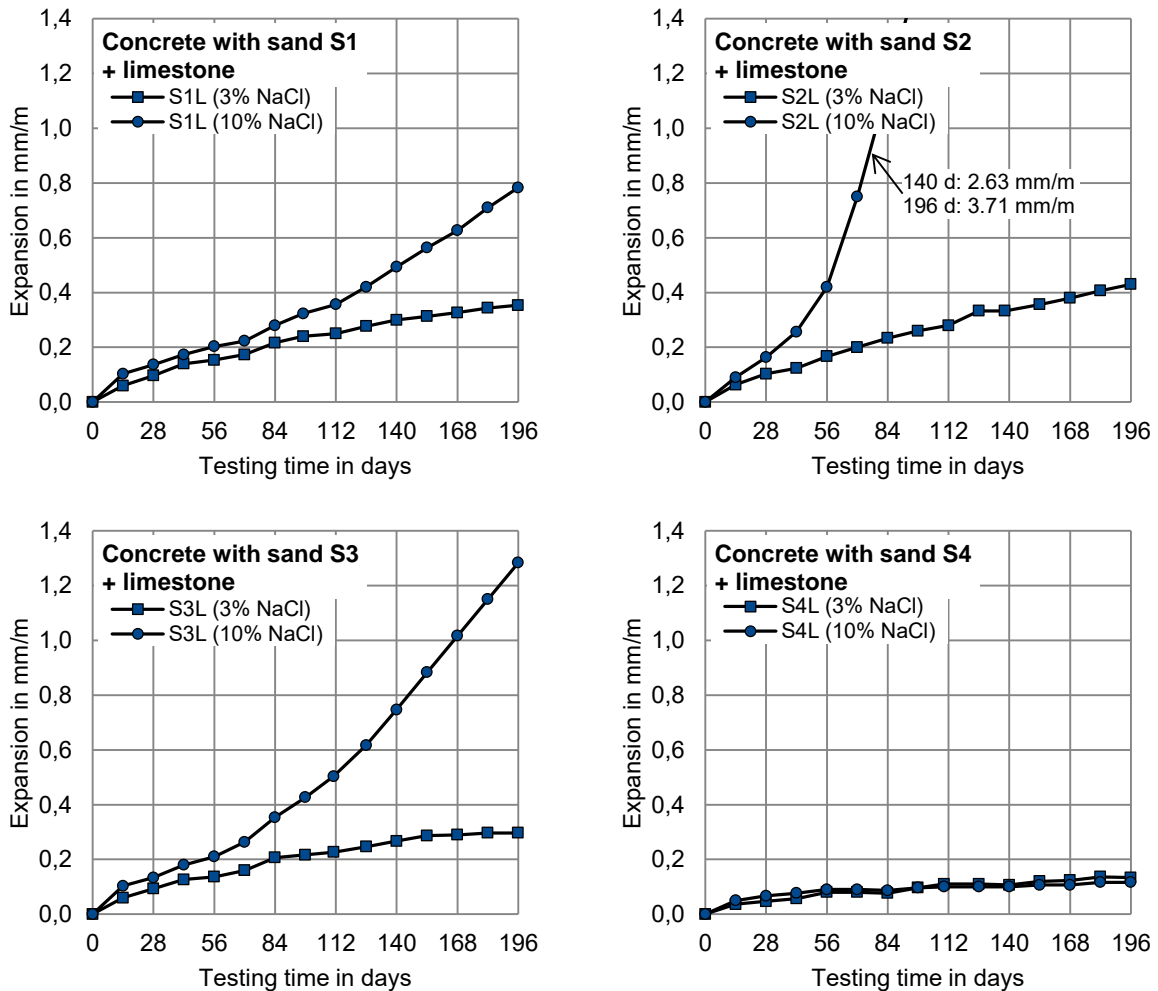 Concrete with sand S1
+ limestone
S1L (3% NaCl)
S1L (10% NaCl)
Expansion in mm/m
1,4
1,2
1,0
0,8
0,6
0,4
0,2
0,0
0 28 56 84 112 140 168 196
Testing time in days
Concrete with sand S2
+ limestone
S2L (3% NaCl)
S2L (10% NaCl)
140 d: 2.63 mm/m
196 d: 3.71 mm/m
Expansion in mm/m
1,4
1,2
1,0
0,8
0,6
0,4
0,2
0,0
0 28 56 84 112 140 168 196
Testing time in days
Concrete with sand S3
+ limestone
S3L (3% NaCl)
S3L (10% NaCl)
Expansion in mm/m
1,4
1,2
1,0
0,8
0,6
0,4
0,2
0,0
0 28 56 84 112 140 168 196
Testing time in days
Concrete with sand S4
+ limestone
S4L (3% NaCl)
S4L (10% NaCl)
Expansion in mm/m
1,4
1,2
1,0
0,8
0,6
0,4
0,2
0,0
0 28 56 84 112 140 168 196
Testing time in days